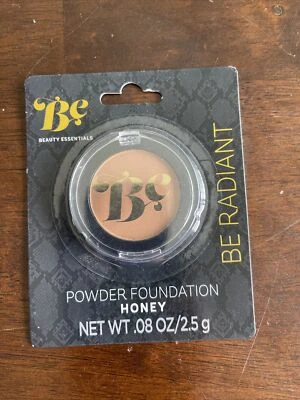 Be
BEAUTY ESSENTIALS
Be
BE RADIANT
POWDER FOUNDATION
HONEY
NET WT .08 OZ/2.5 g